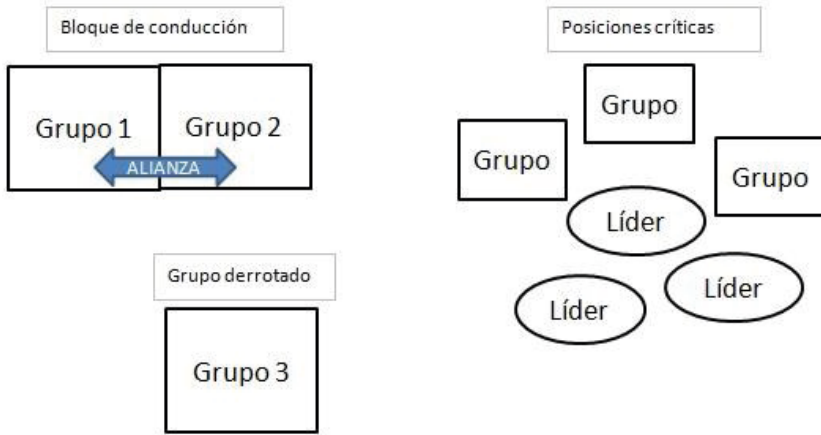 Bloque de conducción
Grupo 1
Grupo 2
ALIANZA
Grupo derrotado
Grupo 3
Posiciones críticas
Grupo
Grupo
Grupo
Líder
Líder
Líder